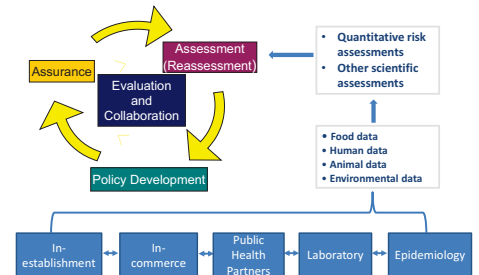 Assessment
(Reassessment)
• Quantitative risk
assessments
• Other scientific
assessments
Assurance
Evaluation
and
Collaboration
Policy Development
• Food data
• Human data
• Animal data
• Environmental data
In-
establishment
In-
commerce
Public
Health
Partners
Laboratory
Epidemiology